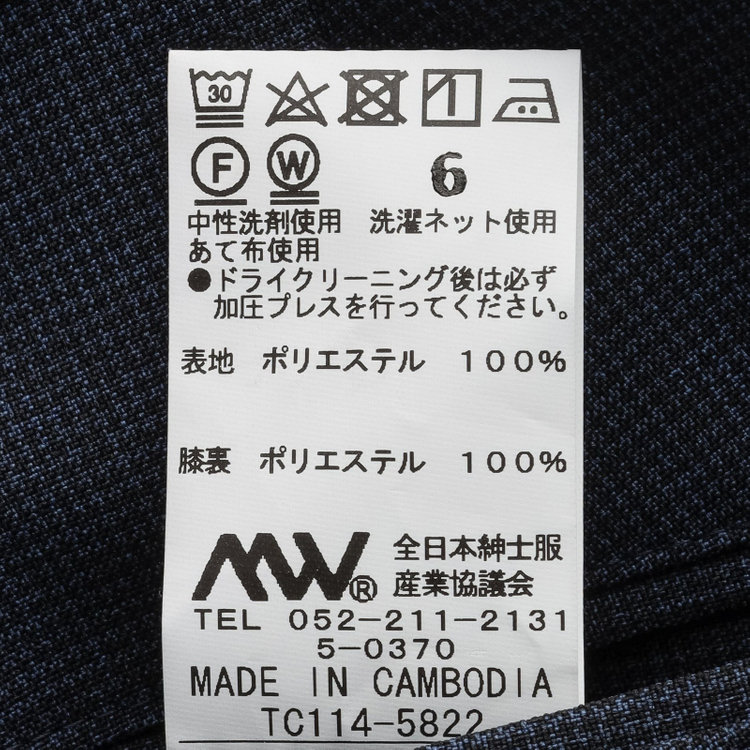 30
F W 6
中性洗剤使用 洗濯ネット使用
あて布使用
●ドライクリーニング後は必ず
加圧プレスを行ってください。
表地 ポリエステル 100%
膝裏 ポリエステル 100%
MW® 全日本紳士服
産業協議会
TEL 052-211-2131
5-0370
MADE IN CAMBODIA
TC114-5822